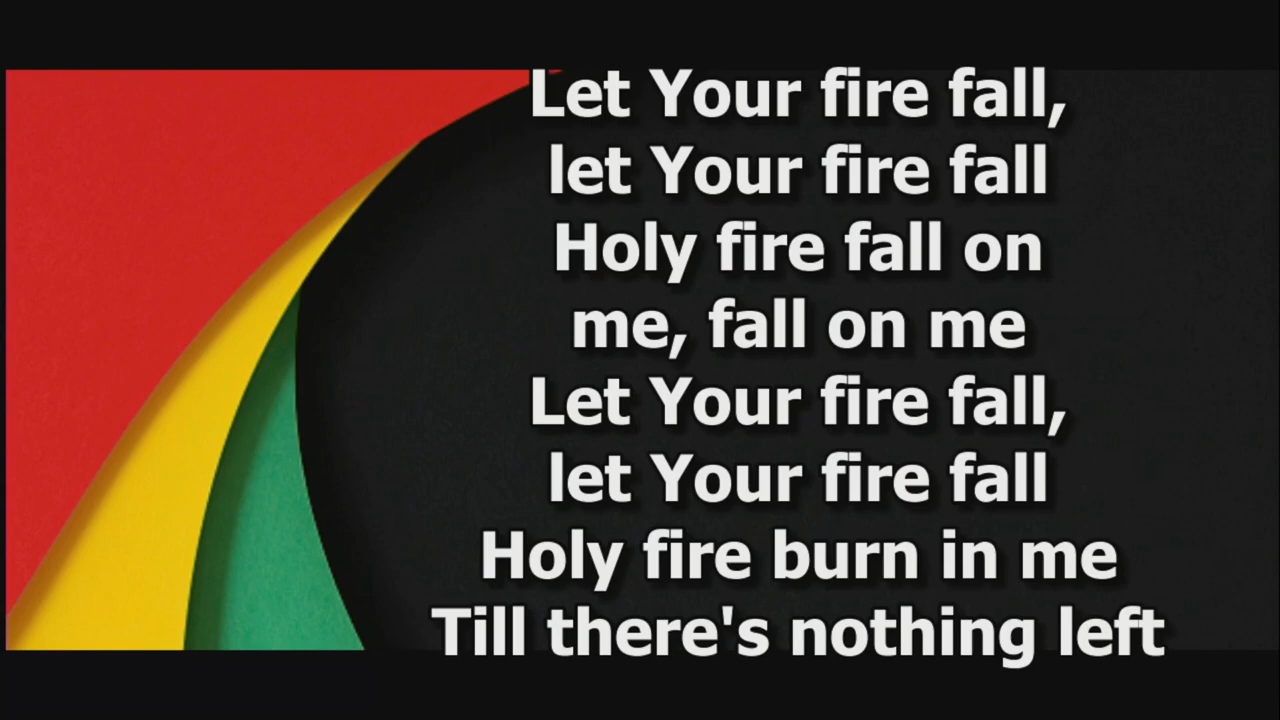 Let Your fire fall,
let Your fire fall
Holy fire fall on
me, fall on me
Let Your fire fall,
let Your fire fall
Holy fire burn in me
Till there's nothing left